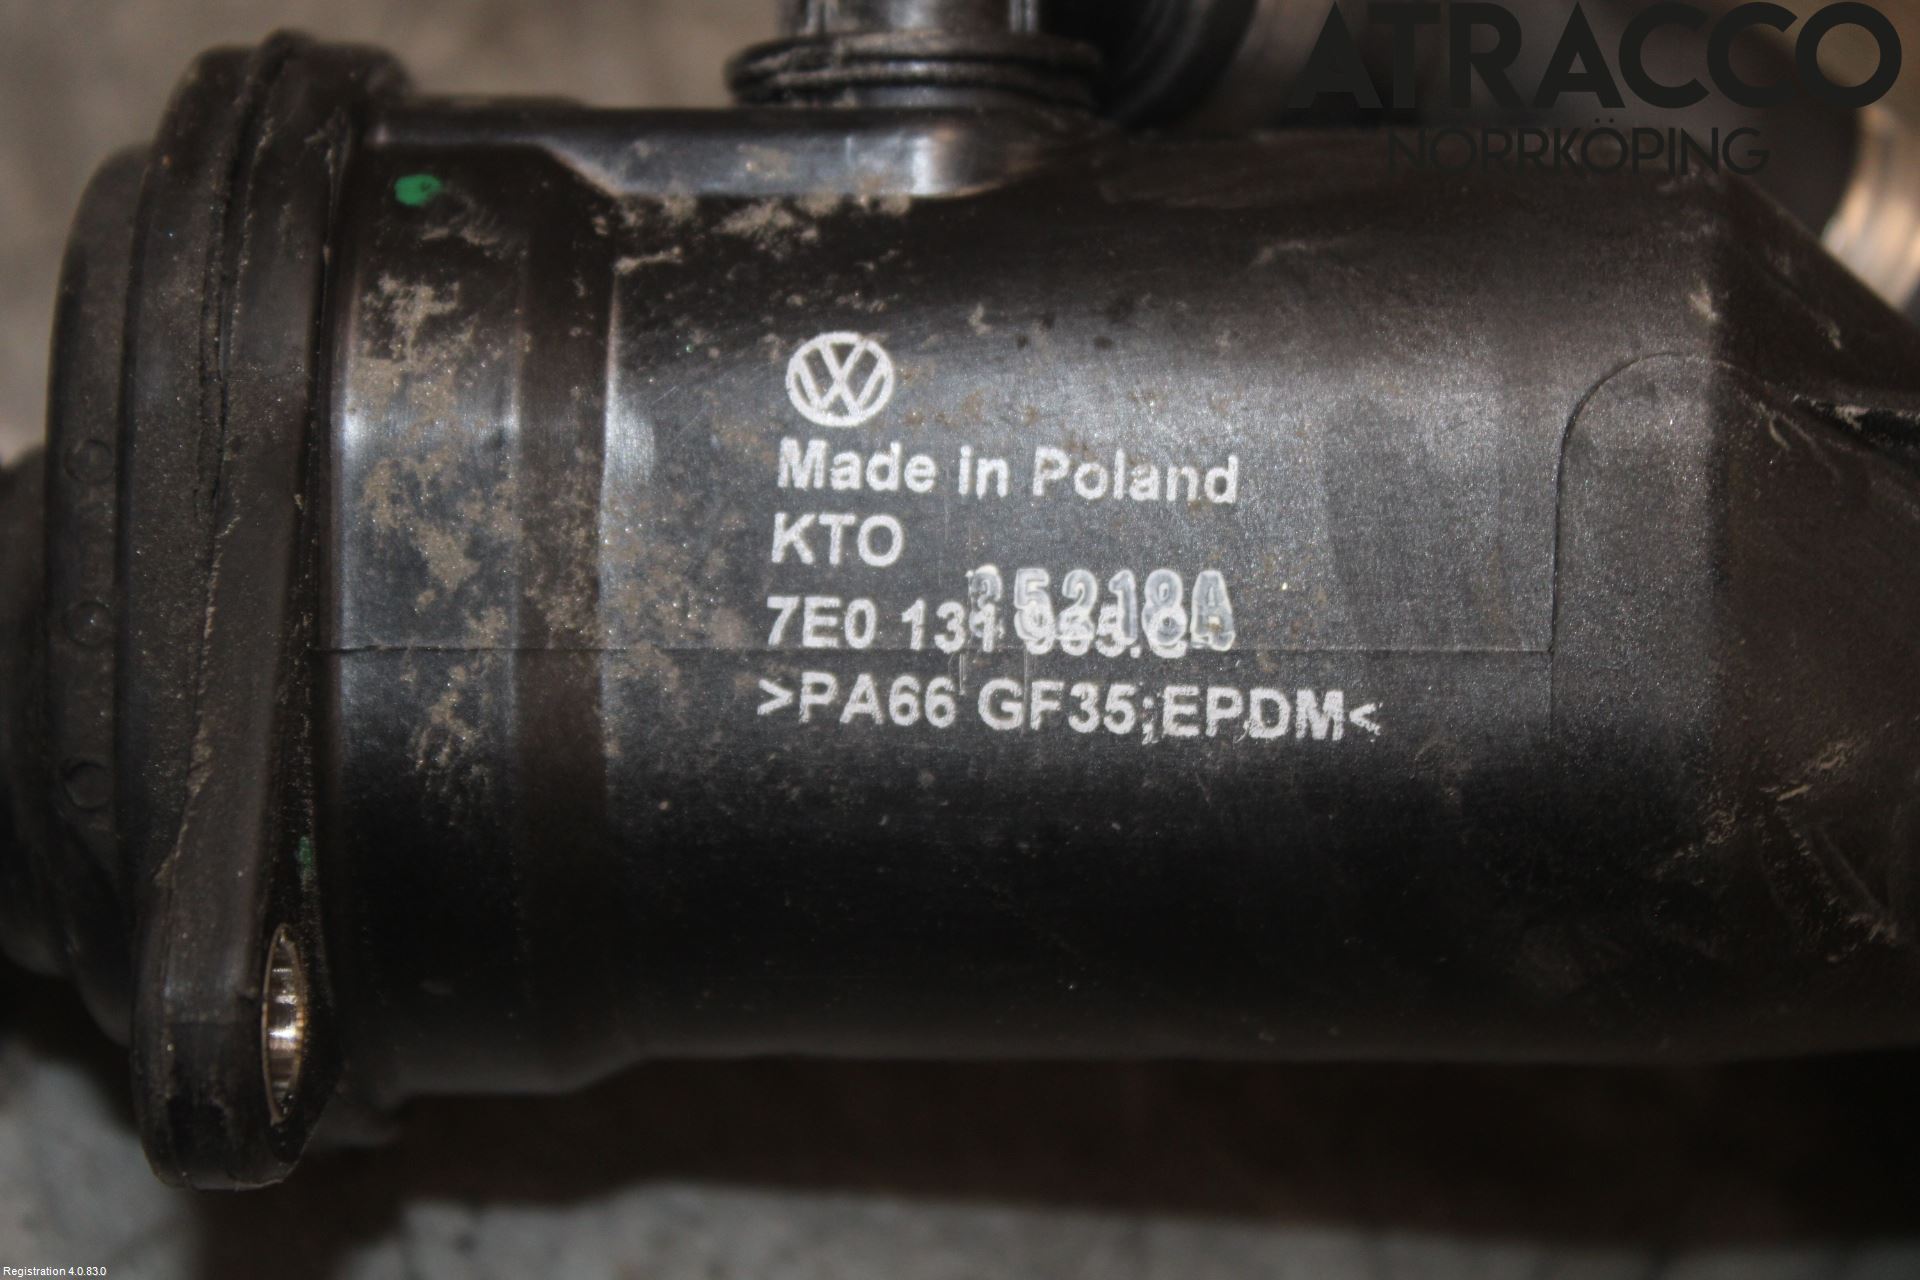 ATRACCO
NORRKÖPING
Made in Poland
KTO
7E0 131
>PA66 GF35;EPDM<
Registration 4.0.83.0